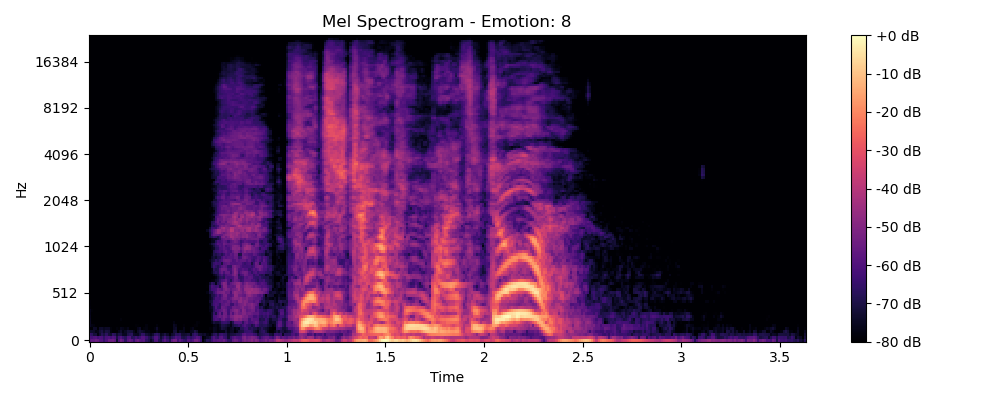 Mel Spectrogram - Emotion: 8
Hz
16384
8192
4096
2048
1024
512
0
0 0.5 1 1.5 2 2.5 3 3.5
Time
+0 dB
-10 dB
-20 dB
-30 dB
-40 dB
-50 dB
-60 dB
-70 dB
-80 dB